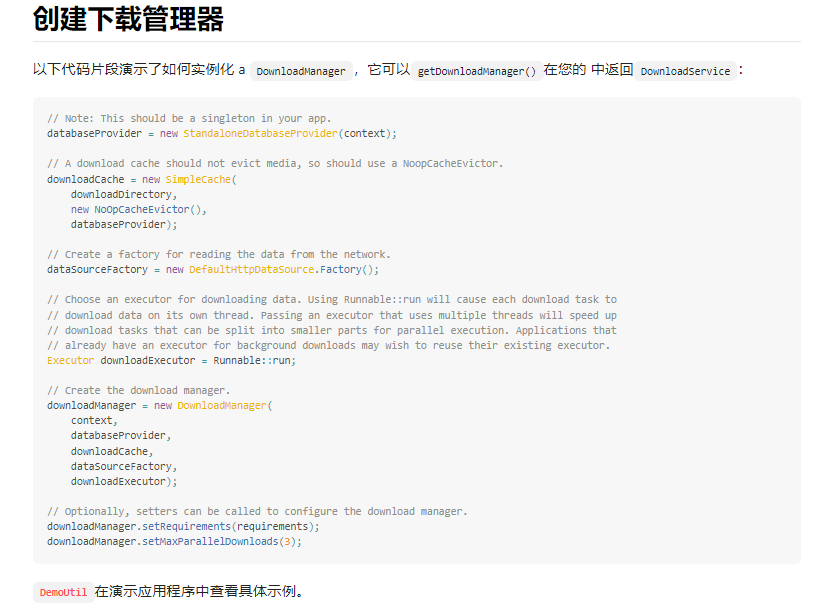 创建下载管理器
以下代码片段演示了如何实例化 a DownloadManager ，它可以 getDownloadManager() 在您的 中返回 DownloadService ：
// Note: This should be a singleton in your app.
databaseProvider = new StandaloneDatabaseProvider(context);
// A download cache should not evict media, so should use a NoopCacheEvictor.
downloadCache = new SimpleCache(
downloadDirectory,
new NoOpCacheEvictor(),
databaseProvider);
// Create a factory for reading the data from the network.
dataSourceFactory = new DefaultHttpDataSource.Factory();
// Choose an executor for downloading data. Using Runnable::run will cause each download task to
// download data on its own thread. Passing an executor that uses multiple threads will speed up
// download tasks that can be split into smaller parts for parallel execution. Applications that
// already have an executor for background downloads may wish to reuse their existing executor.
Executor downloadExecutor = Runnable::run;
// Create the download manager.
downloadManager = new DownloadManager(
context,
databaseProvider,
downloadCache,
dataSourceFactory,
downloadExecutor);
// Optionally, setters can be called to configure the download manager.
downloadManager.setRequirements(requirements);
downloadManager.setMaxParallelDownloads(3);
DemoUtil 在演示应用程序中查看具体示例。